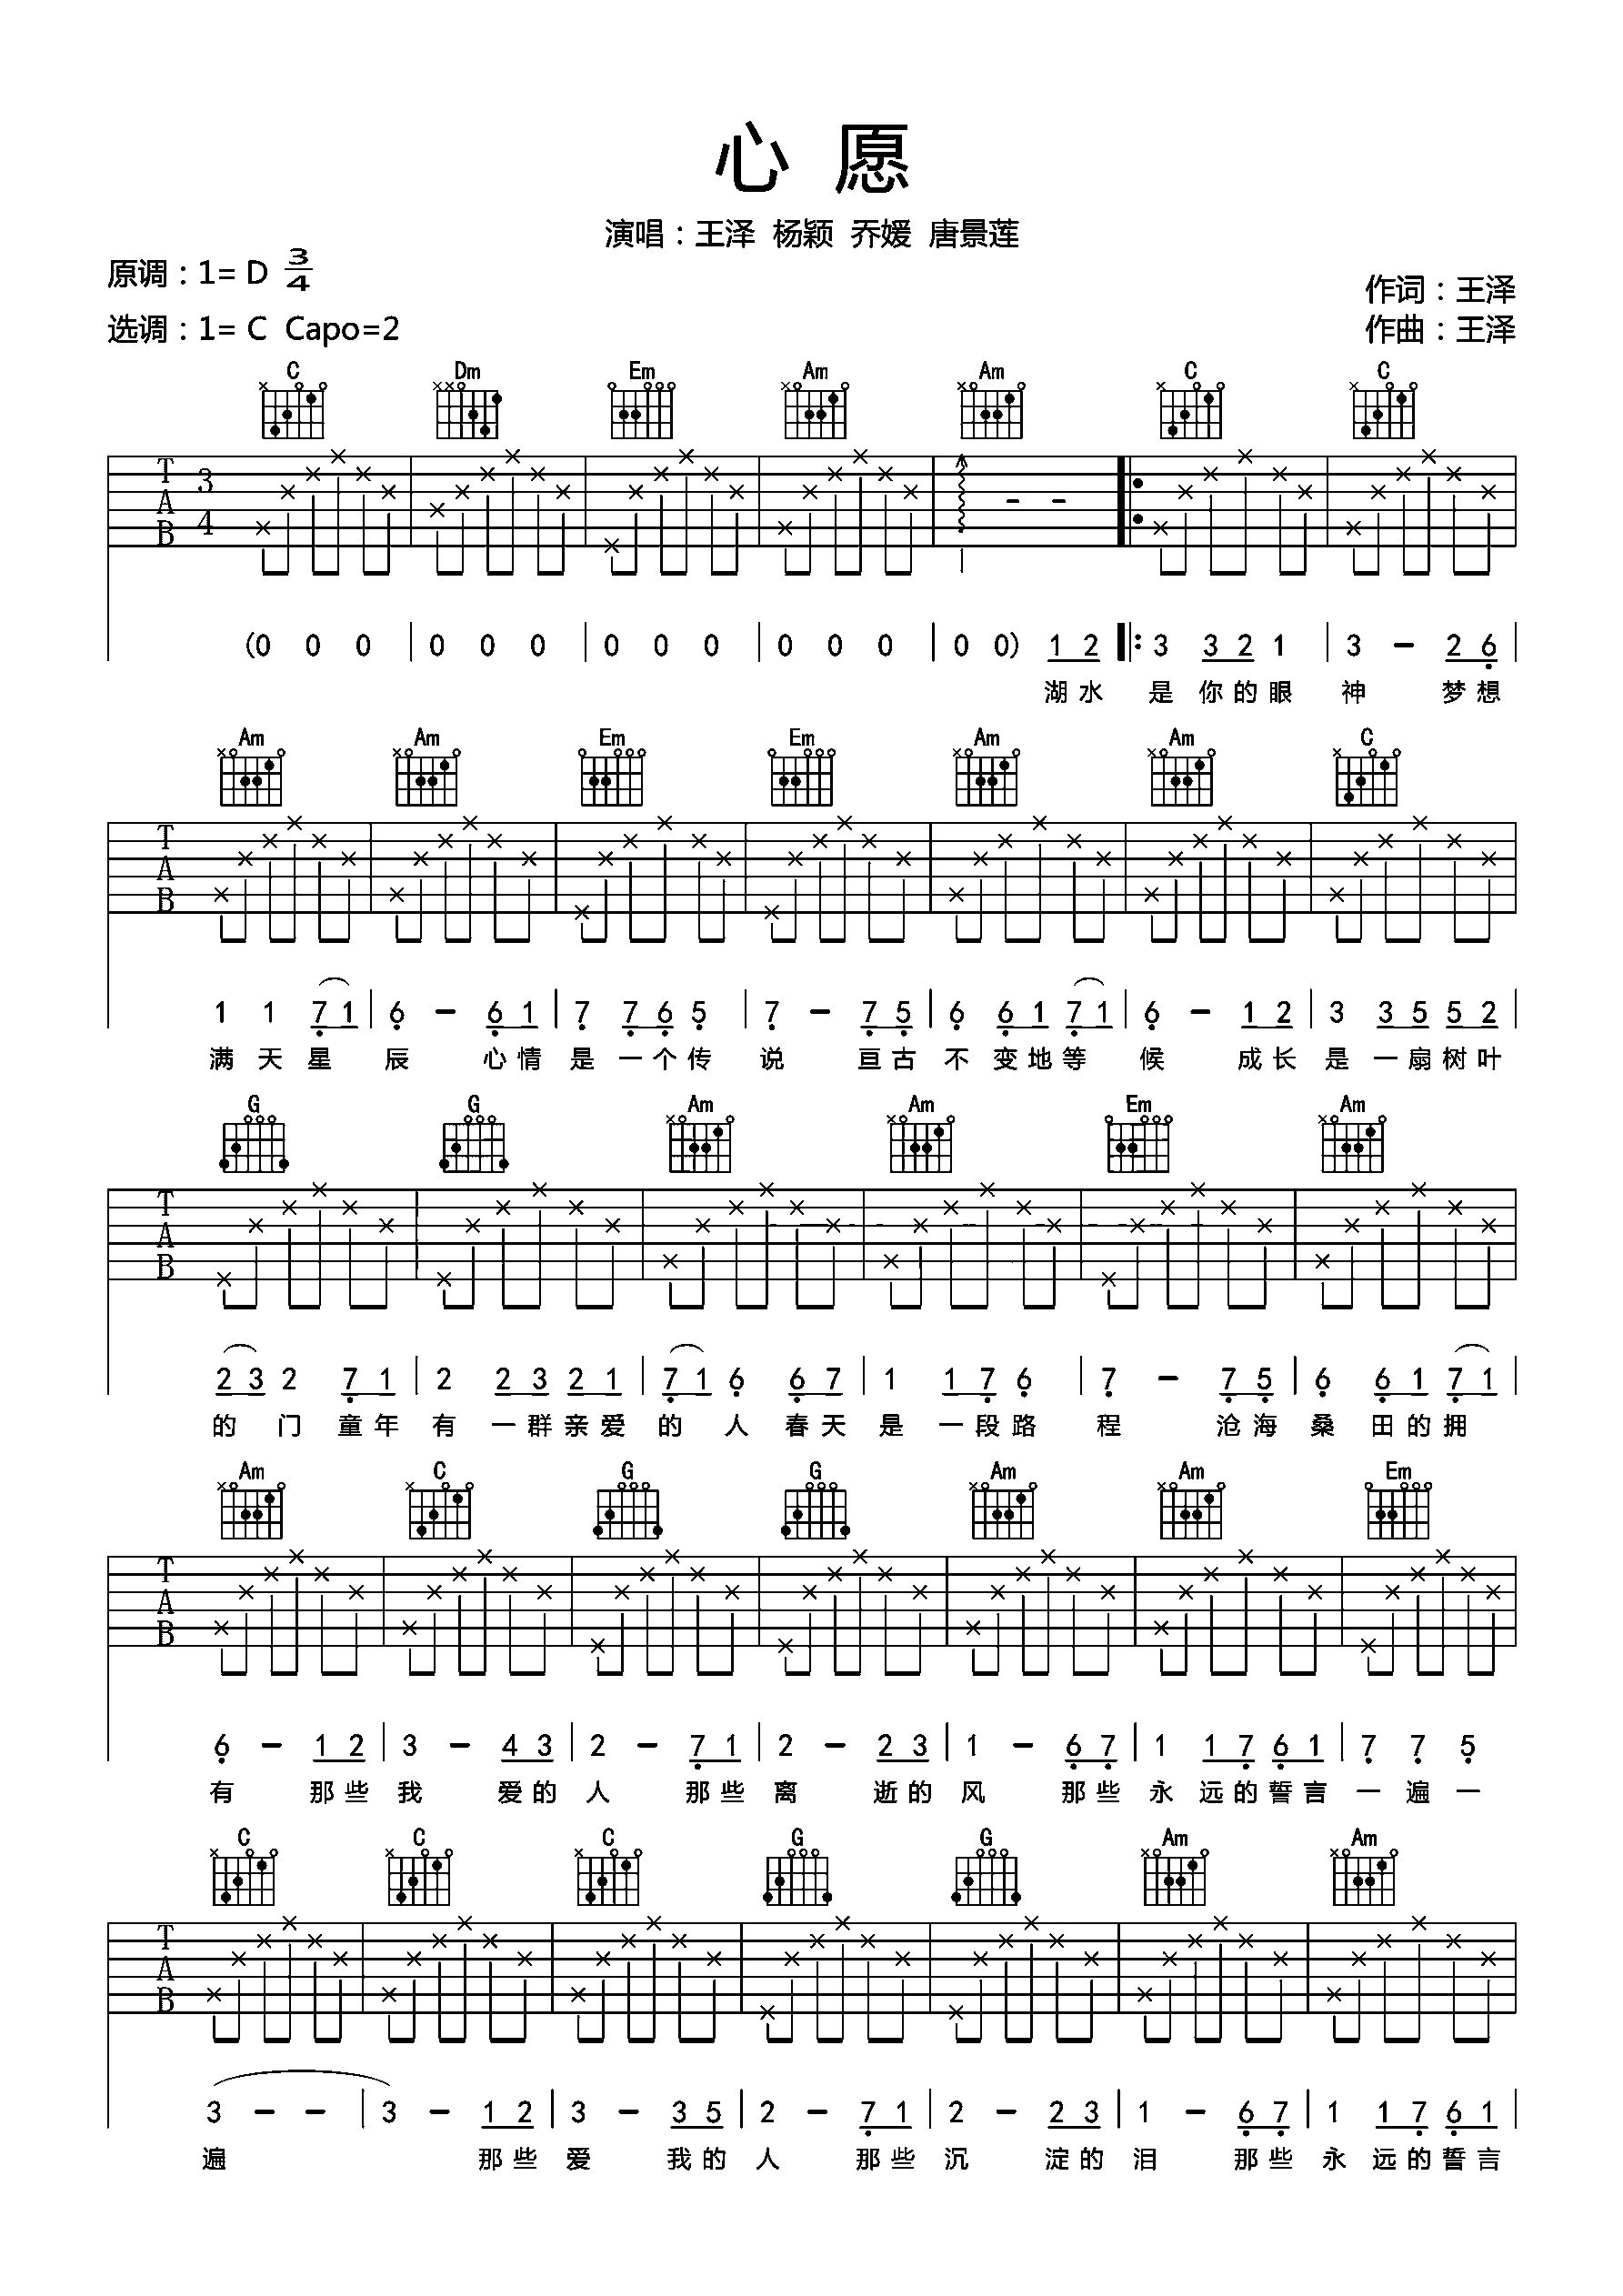 心 愿
演唱：王泽 杨颖 乔媛 唐景莲
原调：1= D 3/4
作词：王泽
选调：1= C Capo=2
作曲：王泽
C Dm Em Am Am C C
T A B 3 4
(0 0 0 | 0 0 0 | 0 0 0 | 0 0 0 | 0 0) 1 2 |: 3 3 2 1 | 3 - 2 6 |
湖水 是 你的眼 神 梦想
Am Am Em Em Am Am C
T A B
1 1 7 1 | 6 - 6 1 | 7 7 6 5 | 7 - 7 5 | 6 6 1 7 1 | 6 - 1 2 | 3 3 5 5 2
满 天 星 辰 心情 是 一个传 说 亘古 不 变地等 候 成长 是 一扇树叶
G G Am Am Em Am
T A B
2 3 2 7 1 | 2 2 3 2 1 | 7 1 6 6 7 | 1 1 7 6 | 7 - 7 5 | 6 6 1 7 1 |
的 门 童年 有 一群亲爱 的 人 春天 是 一段路 程 沧海 桑 田的拥
Am C G G Am Am Em
T A B
6 - 1 2 | 3 - 4 3 | 2 - 7 1 | 2 - 2 3 | 1 - 6 7 | 1 1 7 6 1 | 7 7 5
有 那些 我 爱的 人 那些 离 逝的 风 那些 永 远的誓言 一 遍 一
C C C G G Am Am
T A B
3 - - | 3 - 1 2 | 3 - 3 5 | 2 - 7 1 | 2 - 2 3 | 1 - 6 7 | 1 1 7 6 1 |
遍 那些 爱 我的 人 那些 沉 淀的 泪 那些 永 远的誓言